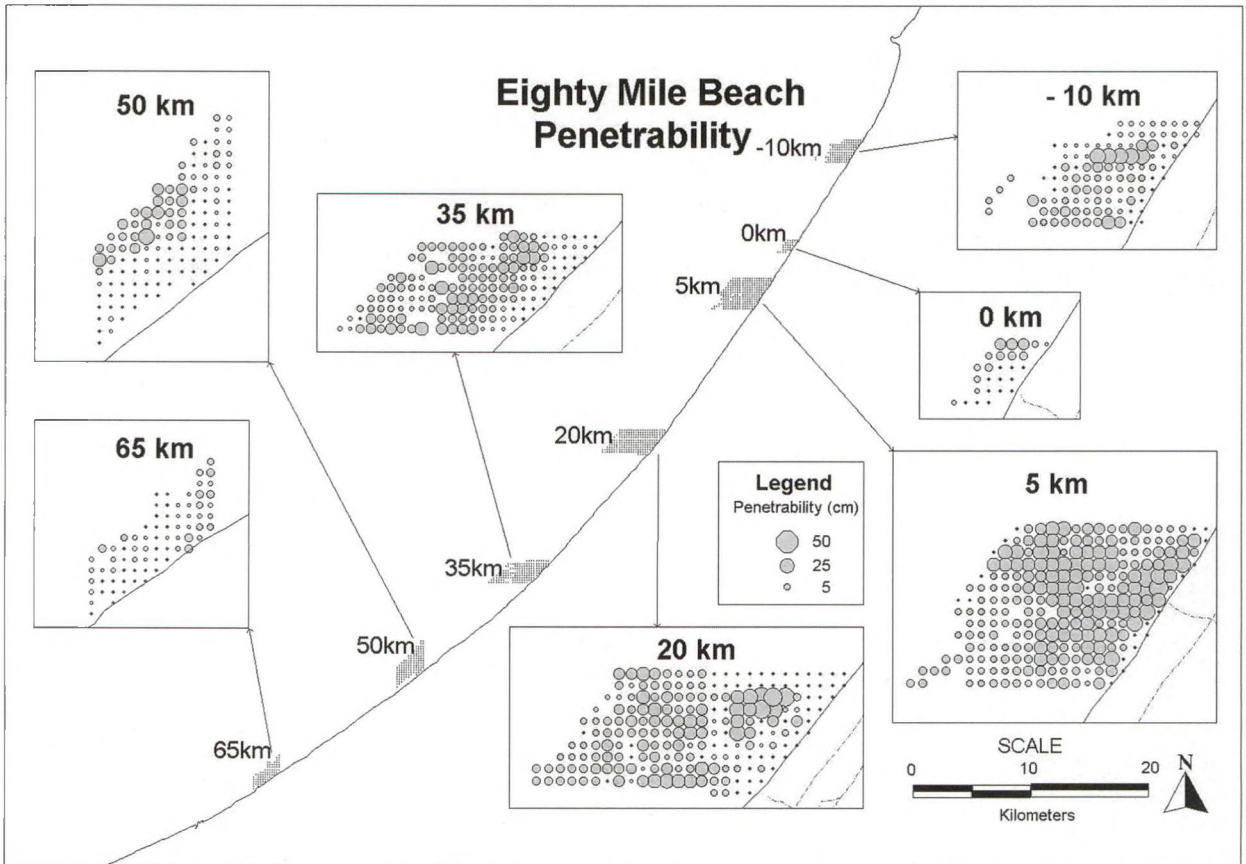 Eighty Mile Beach
Penetrability
50 km
- 10 km
-10km
35 km
0km
5km
0 km
65 km
20km
Legend
Penetrability (cm)
50
25
5
5 km
35km
50km
20 km
65km
SCALE
0 10 20
Kilometers
N